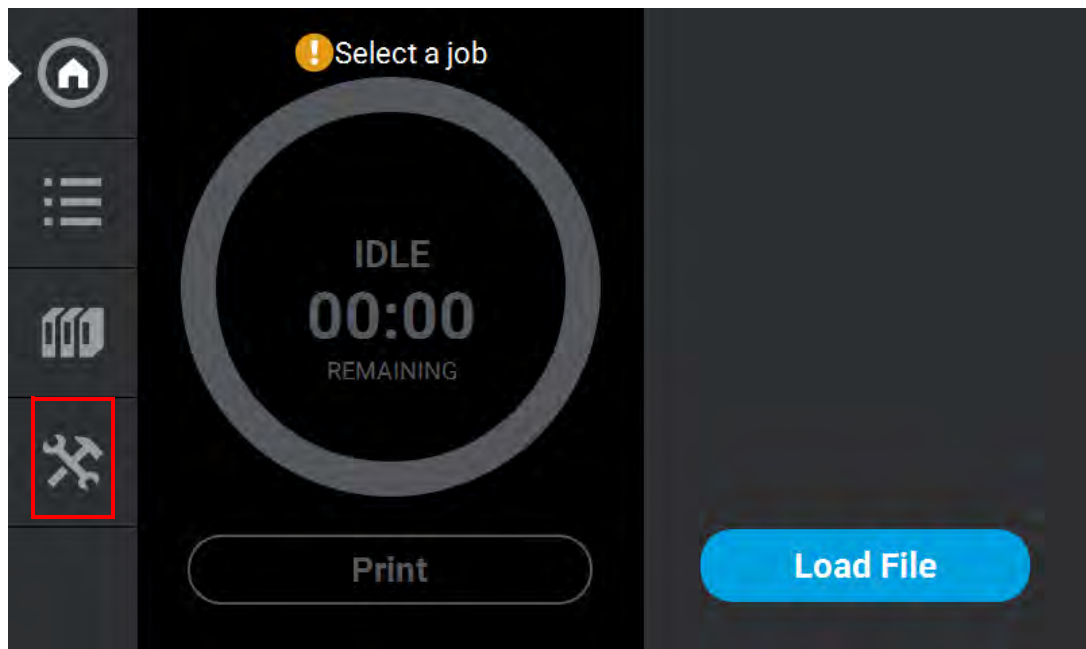 Select a job
IDLE
00:00
REMAINING
Print
Load File